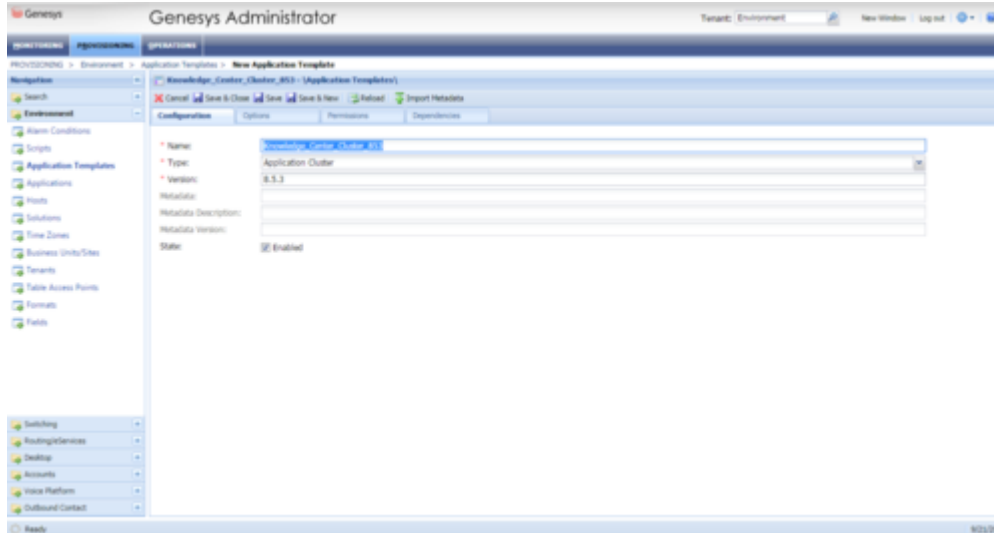 Genesys Genesys Administrator Tenant: Environment New Window Log out
MONITORING PROVISIONING OPERATIONS
PROVISIONING > Environment > Application Templates > New Application Template
Navigation
Knowledge_Center_Cluster_853 - \Application Templates\
Search
Cancel Save & Close Save Save & New Reload Import Metadata
Environment
Configuration Options Permissions Dependencies
Alarm Conditions
Scripts
Application Templates
Applications
Hosts
Solutions
Time Zones
Business Units/Sites
Tenants
Table Access Points
Formats
Fields
* Name: Knowledge_Center_Cluster_853
* Type: Application Cluster
* Version: 8.5.3
Metadata:
Metadata Description:
Metadata Version:
State: Enabled
Switching
Routing/eServices
Desktop
Accounts
Voice Platform
Outbound Contact
Ready